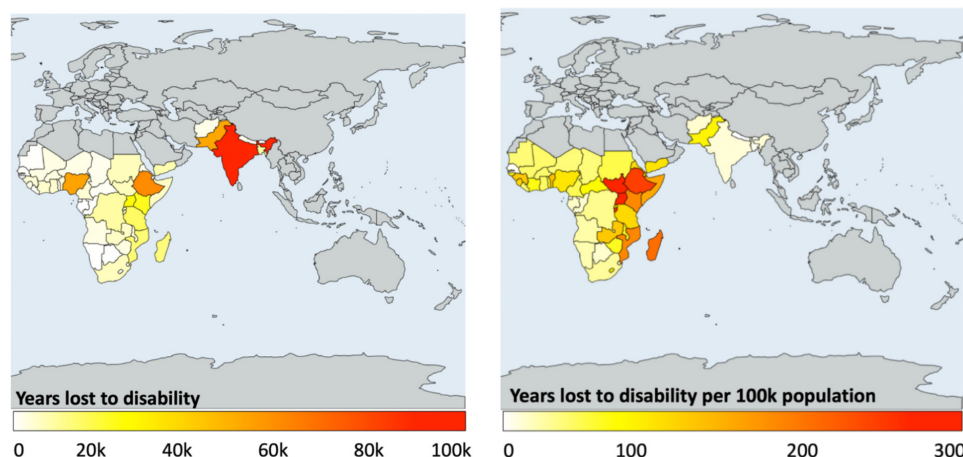 Years lost to disability
0 20k 40k 60k 80k 100k
Years lost to disability per 100k population
0 100 200 300